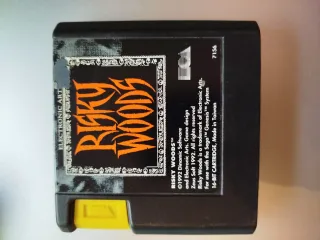 ELECTRONIC ARTS
RISKY
WOODS
7156
RISKY WOODS™
©1992 Dinamic Software
and Electronic Arts. Game design
Zeus Soft 1992. All rights reserved
Risky Woods is a trademark of Electronic Arts.
For use with the Sega™ Genesis™ System
16-BIT CARTRIDGE, Made in Taiwan